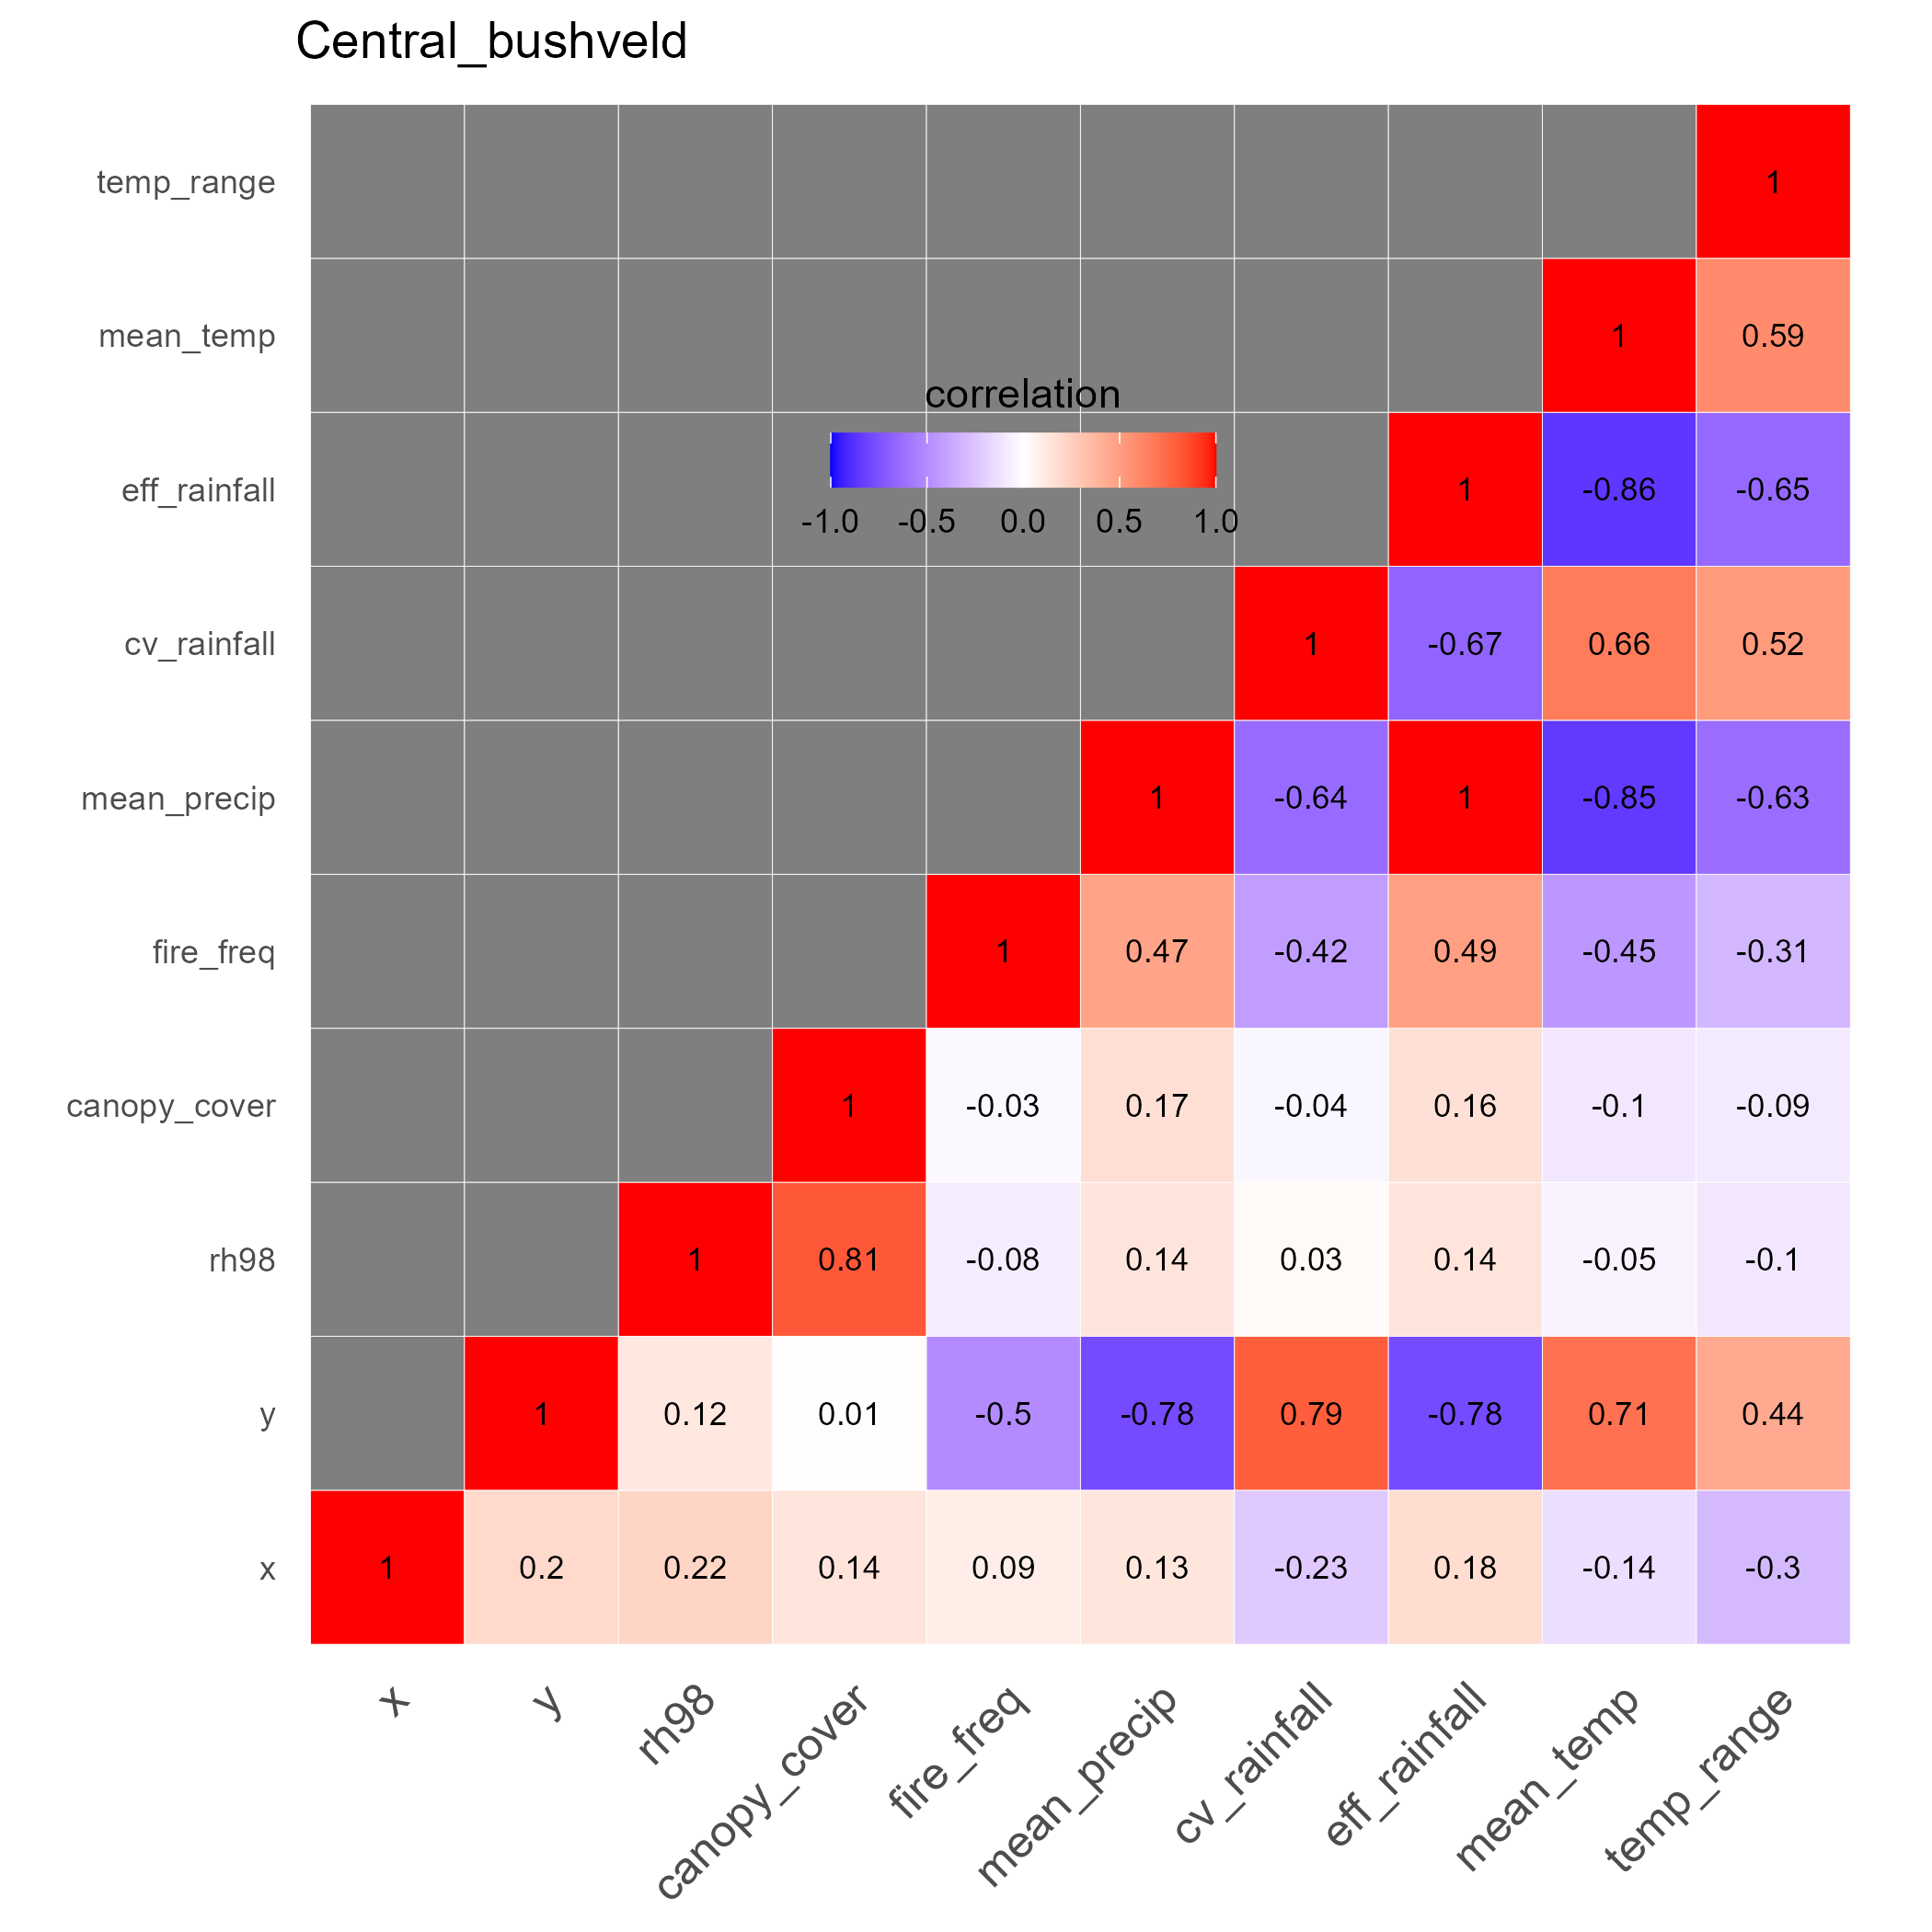 Central_bushveld
temp_range 1
mean_temp 1 0.59
correlation
eff_rainfall 1 -0.86 -0.65
-1.0 -0.5 0.0 0.5 1.0
cv_rainfall 1 -0.67 0.66 0.52
mean_precip 1 -0.64 1 -0.85 -0.63
fire_freq 1 0.47 -0.42 0.49 -0.45 -0.31
canopy_cover 1 -0.03 0.17 -0.04 0.16 -0.1 -0.09
rh98 1 0.81 -0.08 0.14 0.03 0.14 -0.05 -0.1
y 1 0.12 0.01 -0.5 -0.78 0.79 -0.78 0.71 0.44
x 1 0.2 0.22 0.14 0.09 0.13 -0.23 0.18 -0.14 -0.3
x y rh98 canopy_cover fire_freq mean_precip cv_rainfall eff_rainfall mean_temp temp_range